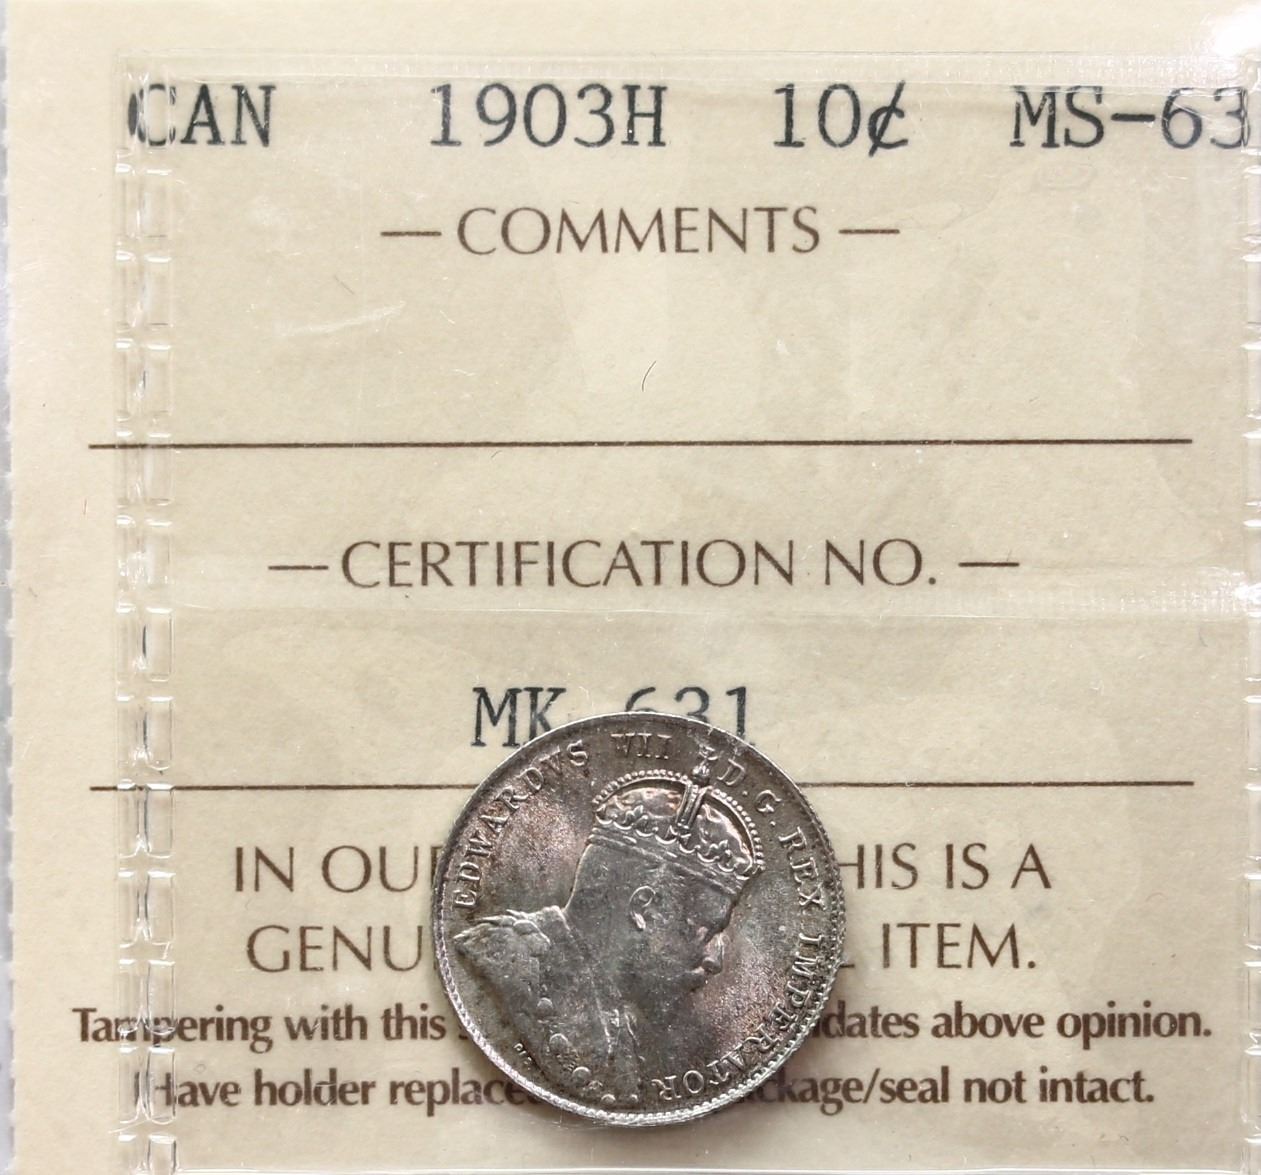 CAN 1903H 10¢ MS-63
— COMMENTS —
— CERTIFICATION NO. —
MK 631
EDWARDVS VII D.G. REX IMPERATOR
IN OU HIS IS A
GENU ITEM.
Tampering with this dates above opinion.
Have holder replace ckage/seal not intact.